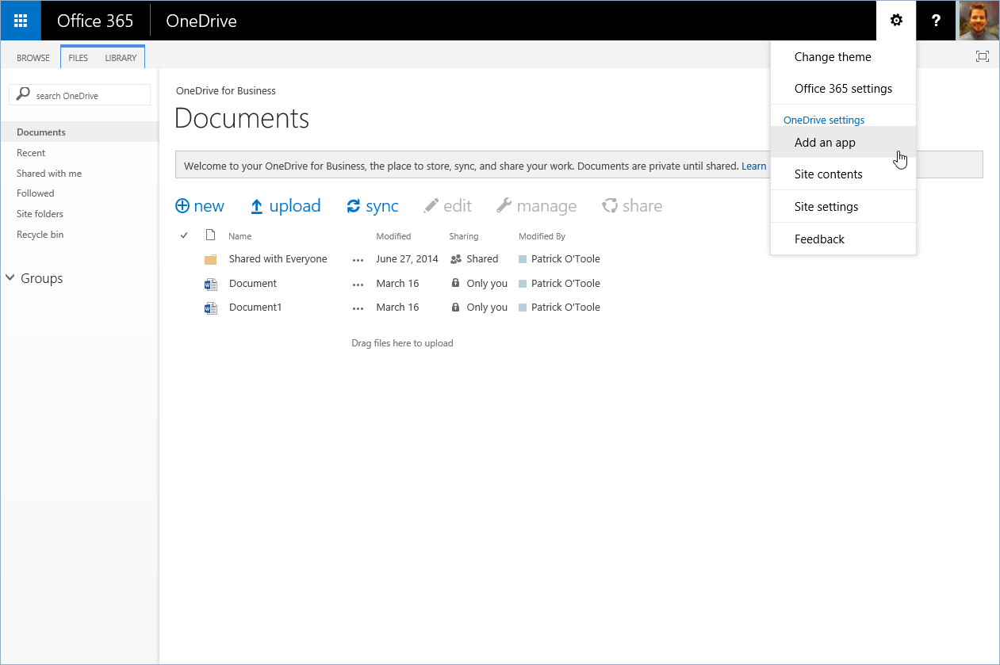 Office 365 OneDrive ?
BROWSE FILES LIBRARY
Change theme
Office 365 settings
OneDrive settings
Add an app
Site contents
Site settings
Feedback
search OneDrive
Documents
Recent
Shared with me
Followed
Site folders
Recycle bin
Groups
OneDrive for Business
Documents
Welcome to your OneDrive for Business, the place to store, sync, and share your work. Documents are private until shared. Learn
new upload sync edit manage share
Name Modified Sharing Modified By
Shared with Everyone ... June 27, 2014 Shared Patrick O'Toole
Document ... March 16 Only you Patrick O'Toole
Document1 ... March 16 Only you Patrick O'Toole
Drag files here to upload